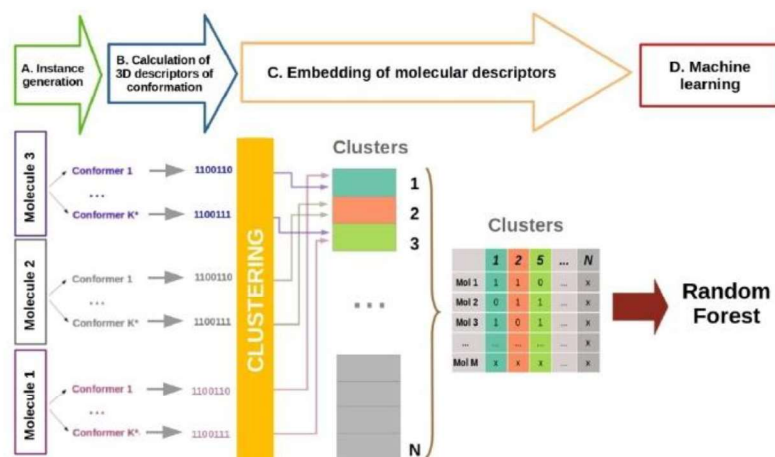 A. Instance
generation
B. Calculation of
3D descriptors of
conformation
C. Embedding of molecular descriptors
D. Machine
learning
Molecule 3
Conformer 1
1100110
...
Conformer K*
1100111
Molecule 2
Conformer 1
1100110
...
Conformer K*
1100111
Molecule 1
Conformer 1
1100110
...
Conformer K*
1100111
CLUSTERING
Clusters
1
2
3
...
N
Clusters
1 2 5 ... N
Mol 1 1 1 0 ... x
Mol 2 0 1 1 ... x
Mol 3 1 0 1 ... x
... ... ... ... ... x
Mol M x x x ... x
Random
Forest